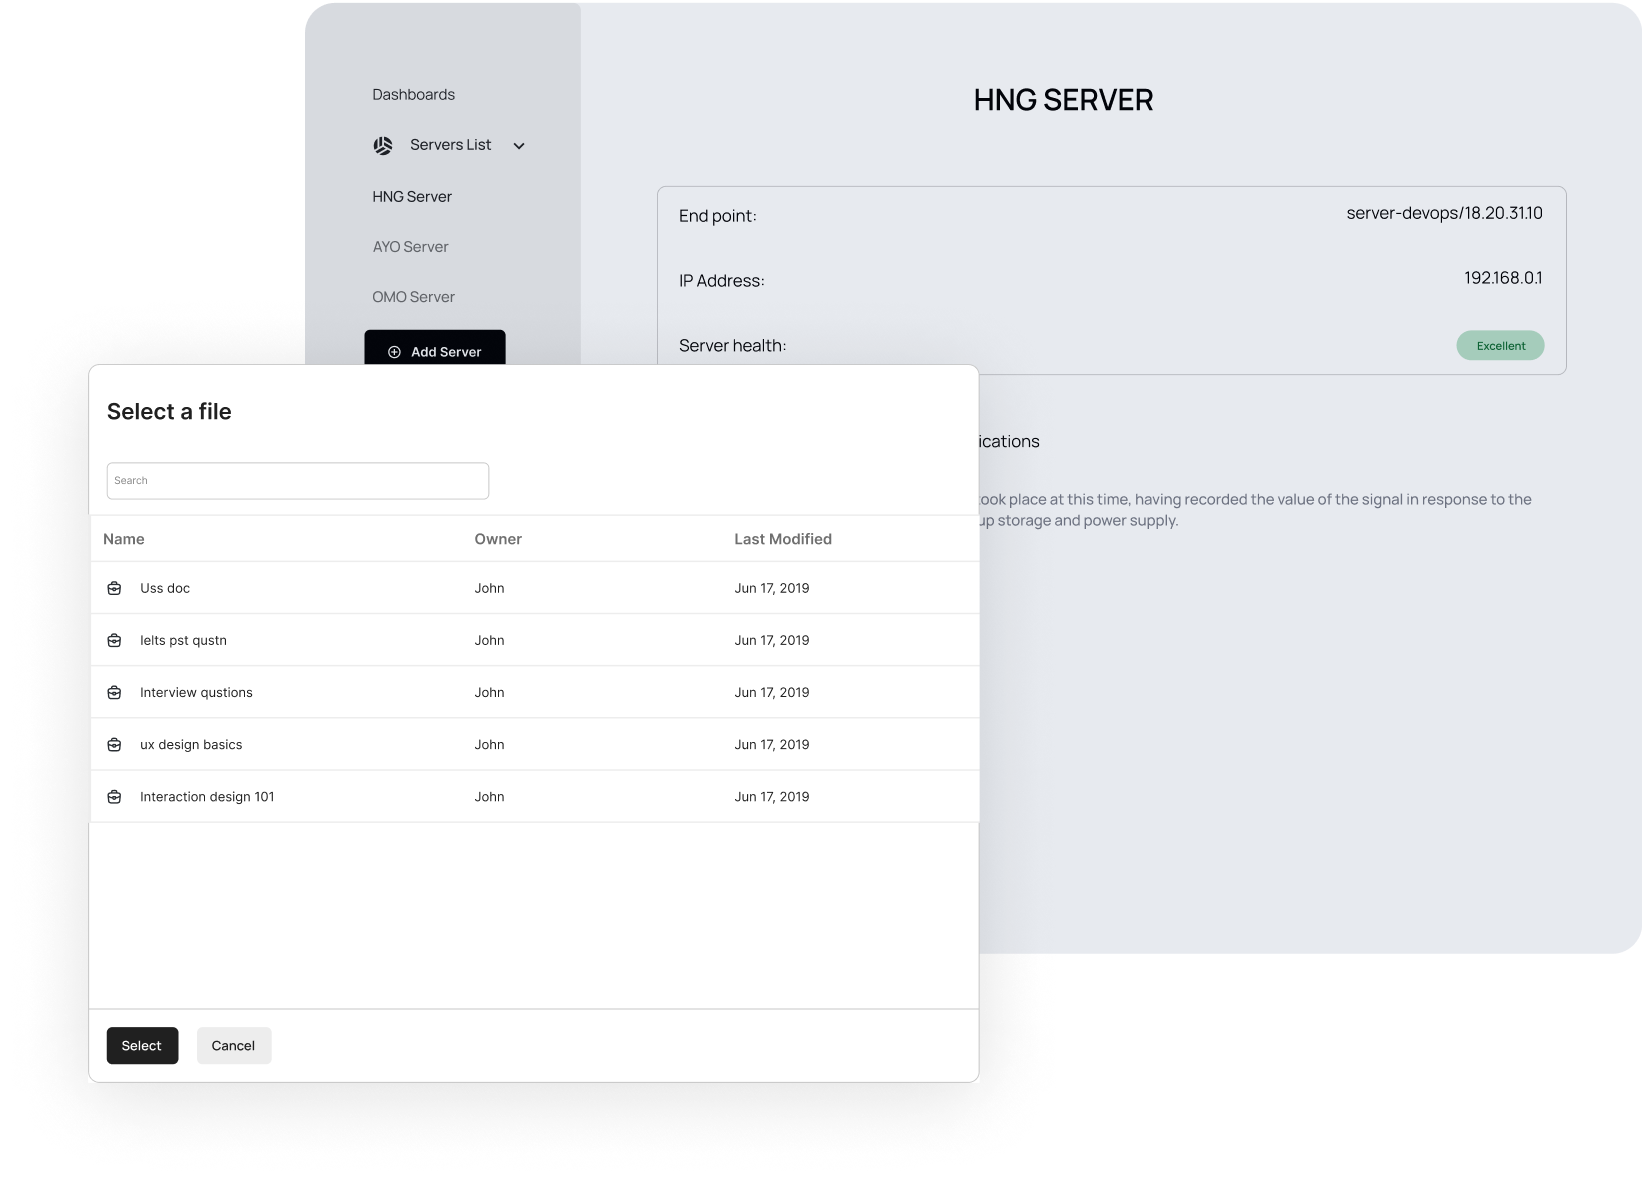 Dashboards
Servers List
HNG Server
AYO Server
OMO Server
Add Server
HNG SERVER
End point: server-devops/18.20.31.10
IP Address: 192.168.0.1
Server health: Excellent
place at this time, having recorded the value of the signal in response to the
storage and power supply.
Select a file
Search
Name Owner Last Modified
Uss doc John Jun 17, 2019
Ielts pst qustn John Jun 17, 2019
Interview qustions John Jun 17, 2019
ux design basics John Jun 17, 2019
Interaction design 101 John Jun 17, 2019
Select Cancel